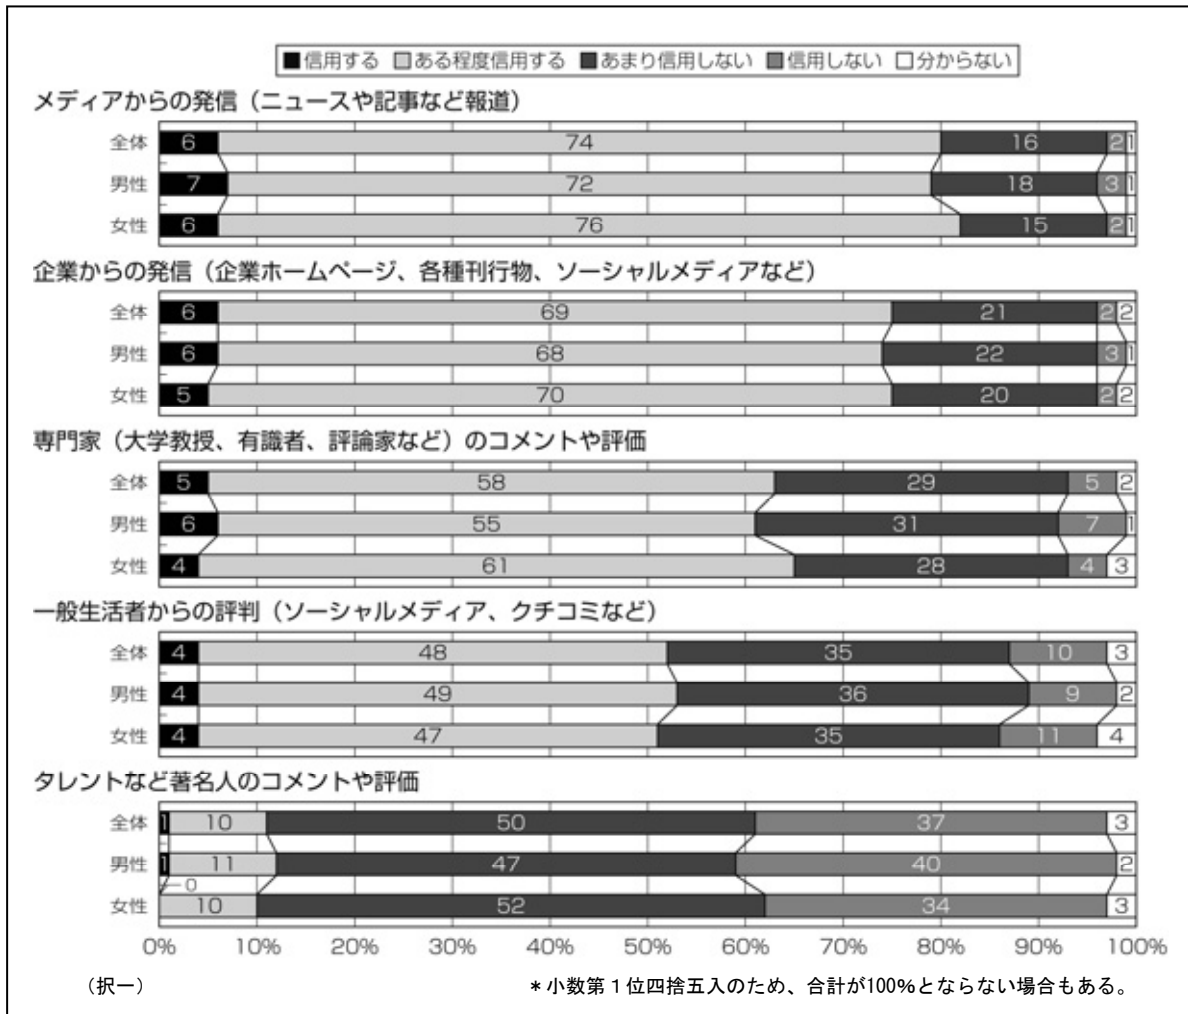 ■信用する □ある程度信用する ■あまり信用しない ■信用しない □分からない
メディアからの発信（ニュースや記事など報道）
全体 6 74 16 2 1
男性 7 72 18 3 1
女性 6 76 15 2 1
企業からの発信（企業ホームページ、各種刊行物、ソーシャルメディアなど）
全体 6 69 21 2 2
男性 6 68 22 3 1
女性 5 70 20 2 2
専門家（大学教授、有識者、評論家など）のコメントや評価
全体 5 58 29 5 2
男性 6 55 31 7 1
女性 4 61 28 4 3
一般生活者からの評判（ソーシャルメディア、クチコミなど）
全体 4 48 35 10 3
男性 4 49 36 9 2
女性 4 47 35 11 4
タレントなど著名人のコメントや評価
全体 1 10 50 37 3
男性 1 11 47 40 2
0
女性 10 52 34 3
0% 10% 20% 30% 40% 50% 60% 70% 80% 90% 100%
（択一） ＊小数第１位四捨五入のため、合計が100%とならない場合もある。